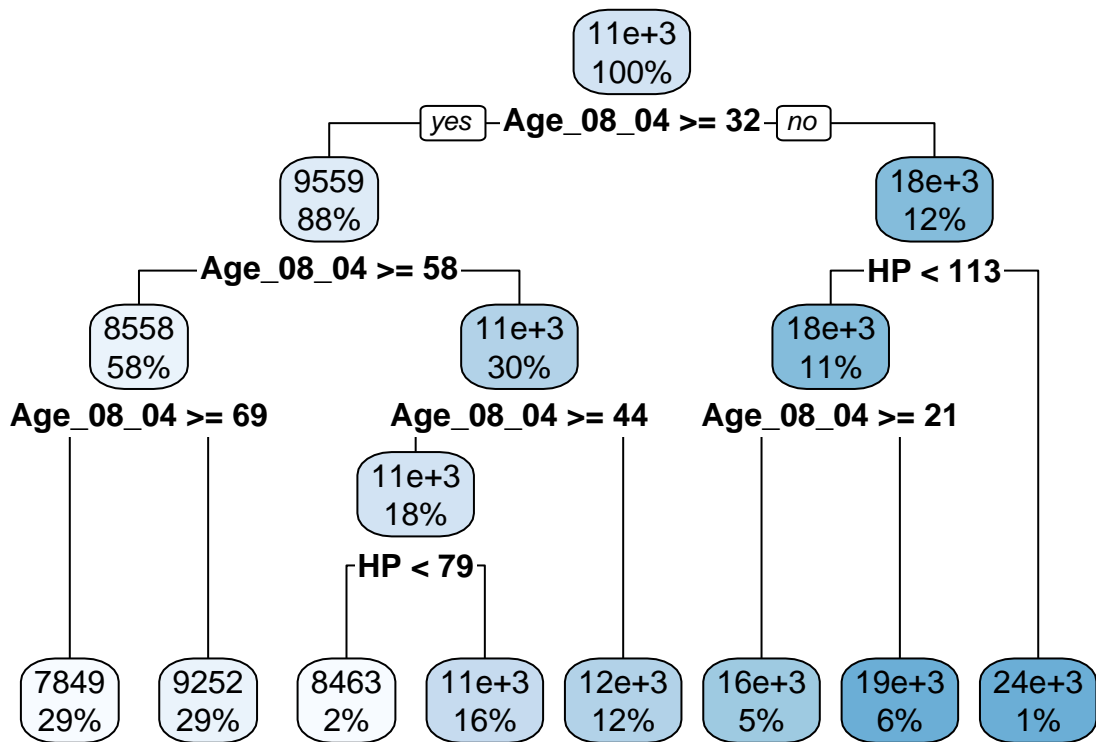 11e+3
100%
yes Age_08_04 >= 32 no
9559
88%
18e+3
12%
Age_08_04 >= 58
HP < 113
8558
58%
11e+3
30%
18e+3
11%
Age_08_04 >= 69
Age_08_04 >= 44
Age_08_04 >= 21
11e+3
18%
HP < 79
7849
29%
9252
29%
8463
2%
11e+3
16%
12e+3
12%
16e+3
5%
19e+3
6%
24e+3
1%